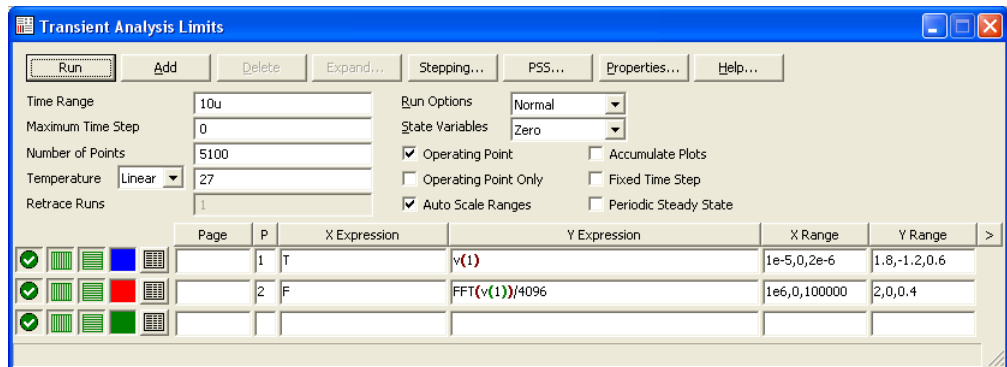 Transient Analysis Limits
Run Add Delete Expand... Stepping... PSS... Properties... Help...
Time Range 10u Run Options Normal
Maximum Time Step 0 State Variables Zero
Number of Points 5100 Operating Point Accumulate Plots
Temperature Linear 27 Operating Point Only Fixed Time Step
Retrace Runs 1 Auto Scale Ranges Periodic Steady State
Page P X Expression Y Expression X Range Y Range >
1 T v(1) 1e-5,0,2e-6 1.8,-1.2,0.6
2 F FFT(v(1))/4096 1e6,0,100000 2,0,0.4